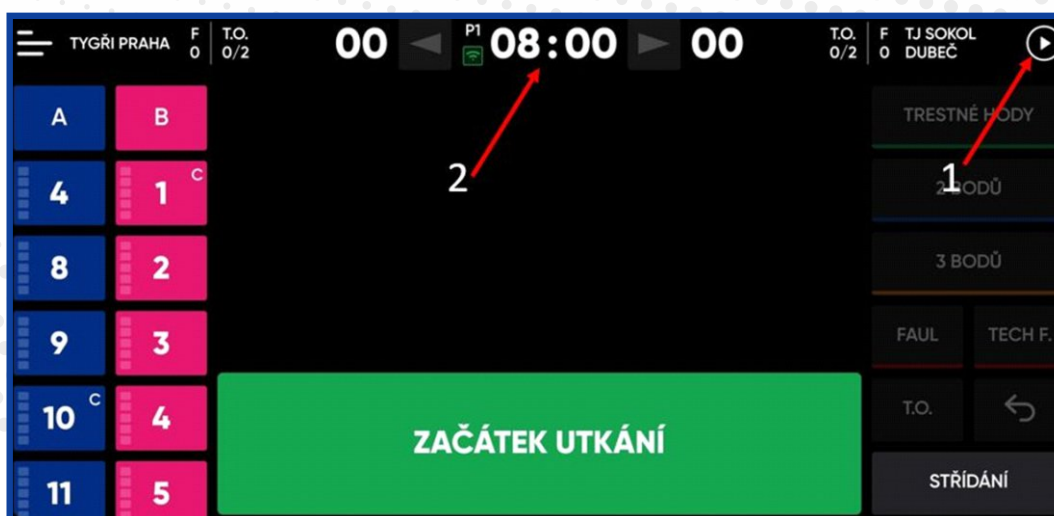 TYGŘI PRAHA F 0 T.O. 0/2 00 P1 08:00 00 T.O. 0/2 F 0 TJ SOKOL DUBEČ
A B TRESTNÉ HODY
2 1
4 1 C 2 BODŮ
8 2 3 BODŮ
9 3 FAUL TECH F.
10 C 4 T.O.
ZAČÁTEK UTKÁNÍ
11 5 STŘÍDÁNÍ